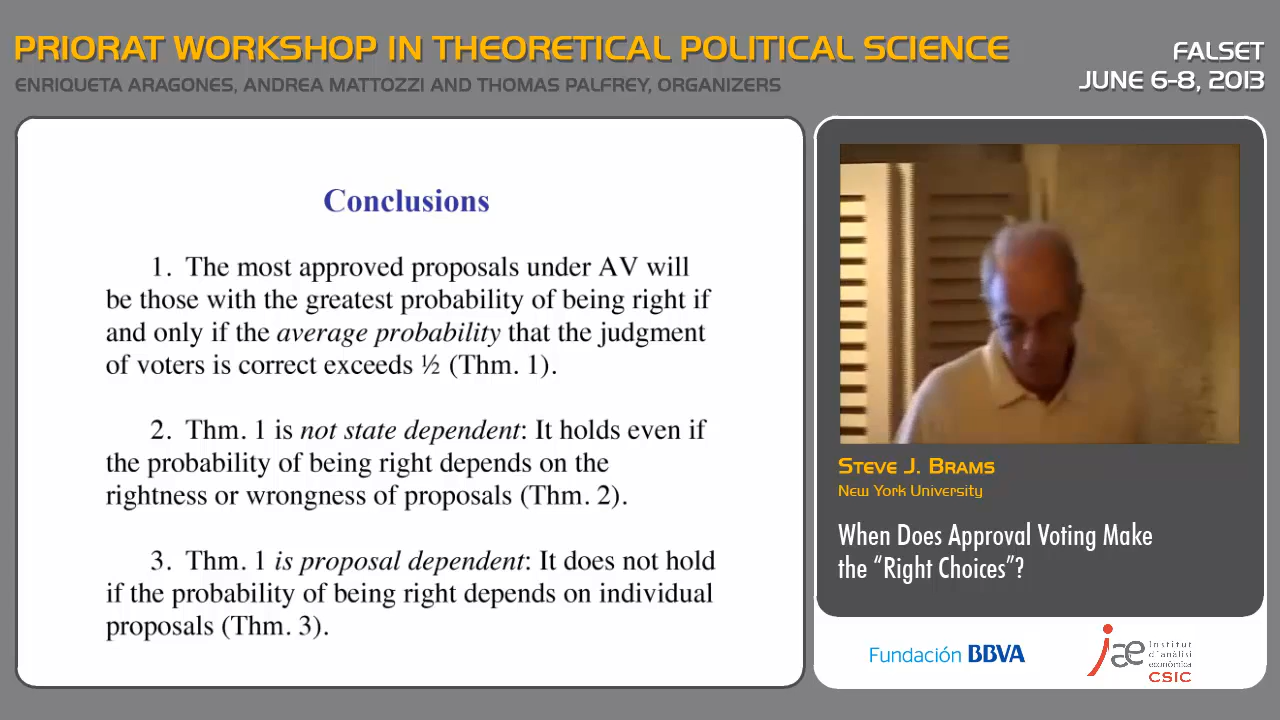 PRIORAT WORKSHOP IN THEORETICAL POLITICAL SCIENCE
ENRIQUETA ARAGONES, ANDREA MATTOZZI AND THOMAS PALFREY, ORGANIZERS
FALSET
JUNE 6-8, 2013
Conclusions
1. The most approved proposals under AV will
be those with the greatest probability of being right if
and only if the average probability that the judgment
of voters is correct exceeds ½ (Thm. 1).
2. Thm. 1 is not state dependent: It holds even if
the probability of being right depends on the
rightness or wrongness of proposals (Thm. 2).
3. Thm. 1 is proposal dependent: It does not hold
if the probability of being right depends on individual
proposals (Thm. 3).
STEVE J. BRAMS
New York University
When Does Approval Voting Make
the “Right Choices”?
Fundación BBVA
iae
Institut
d'anàlisi
econòmica
CSIC